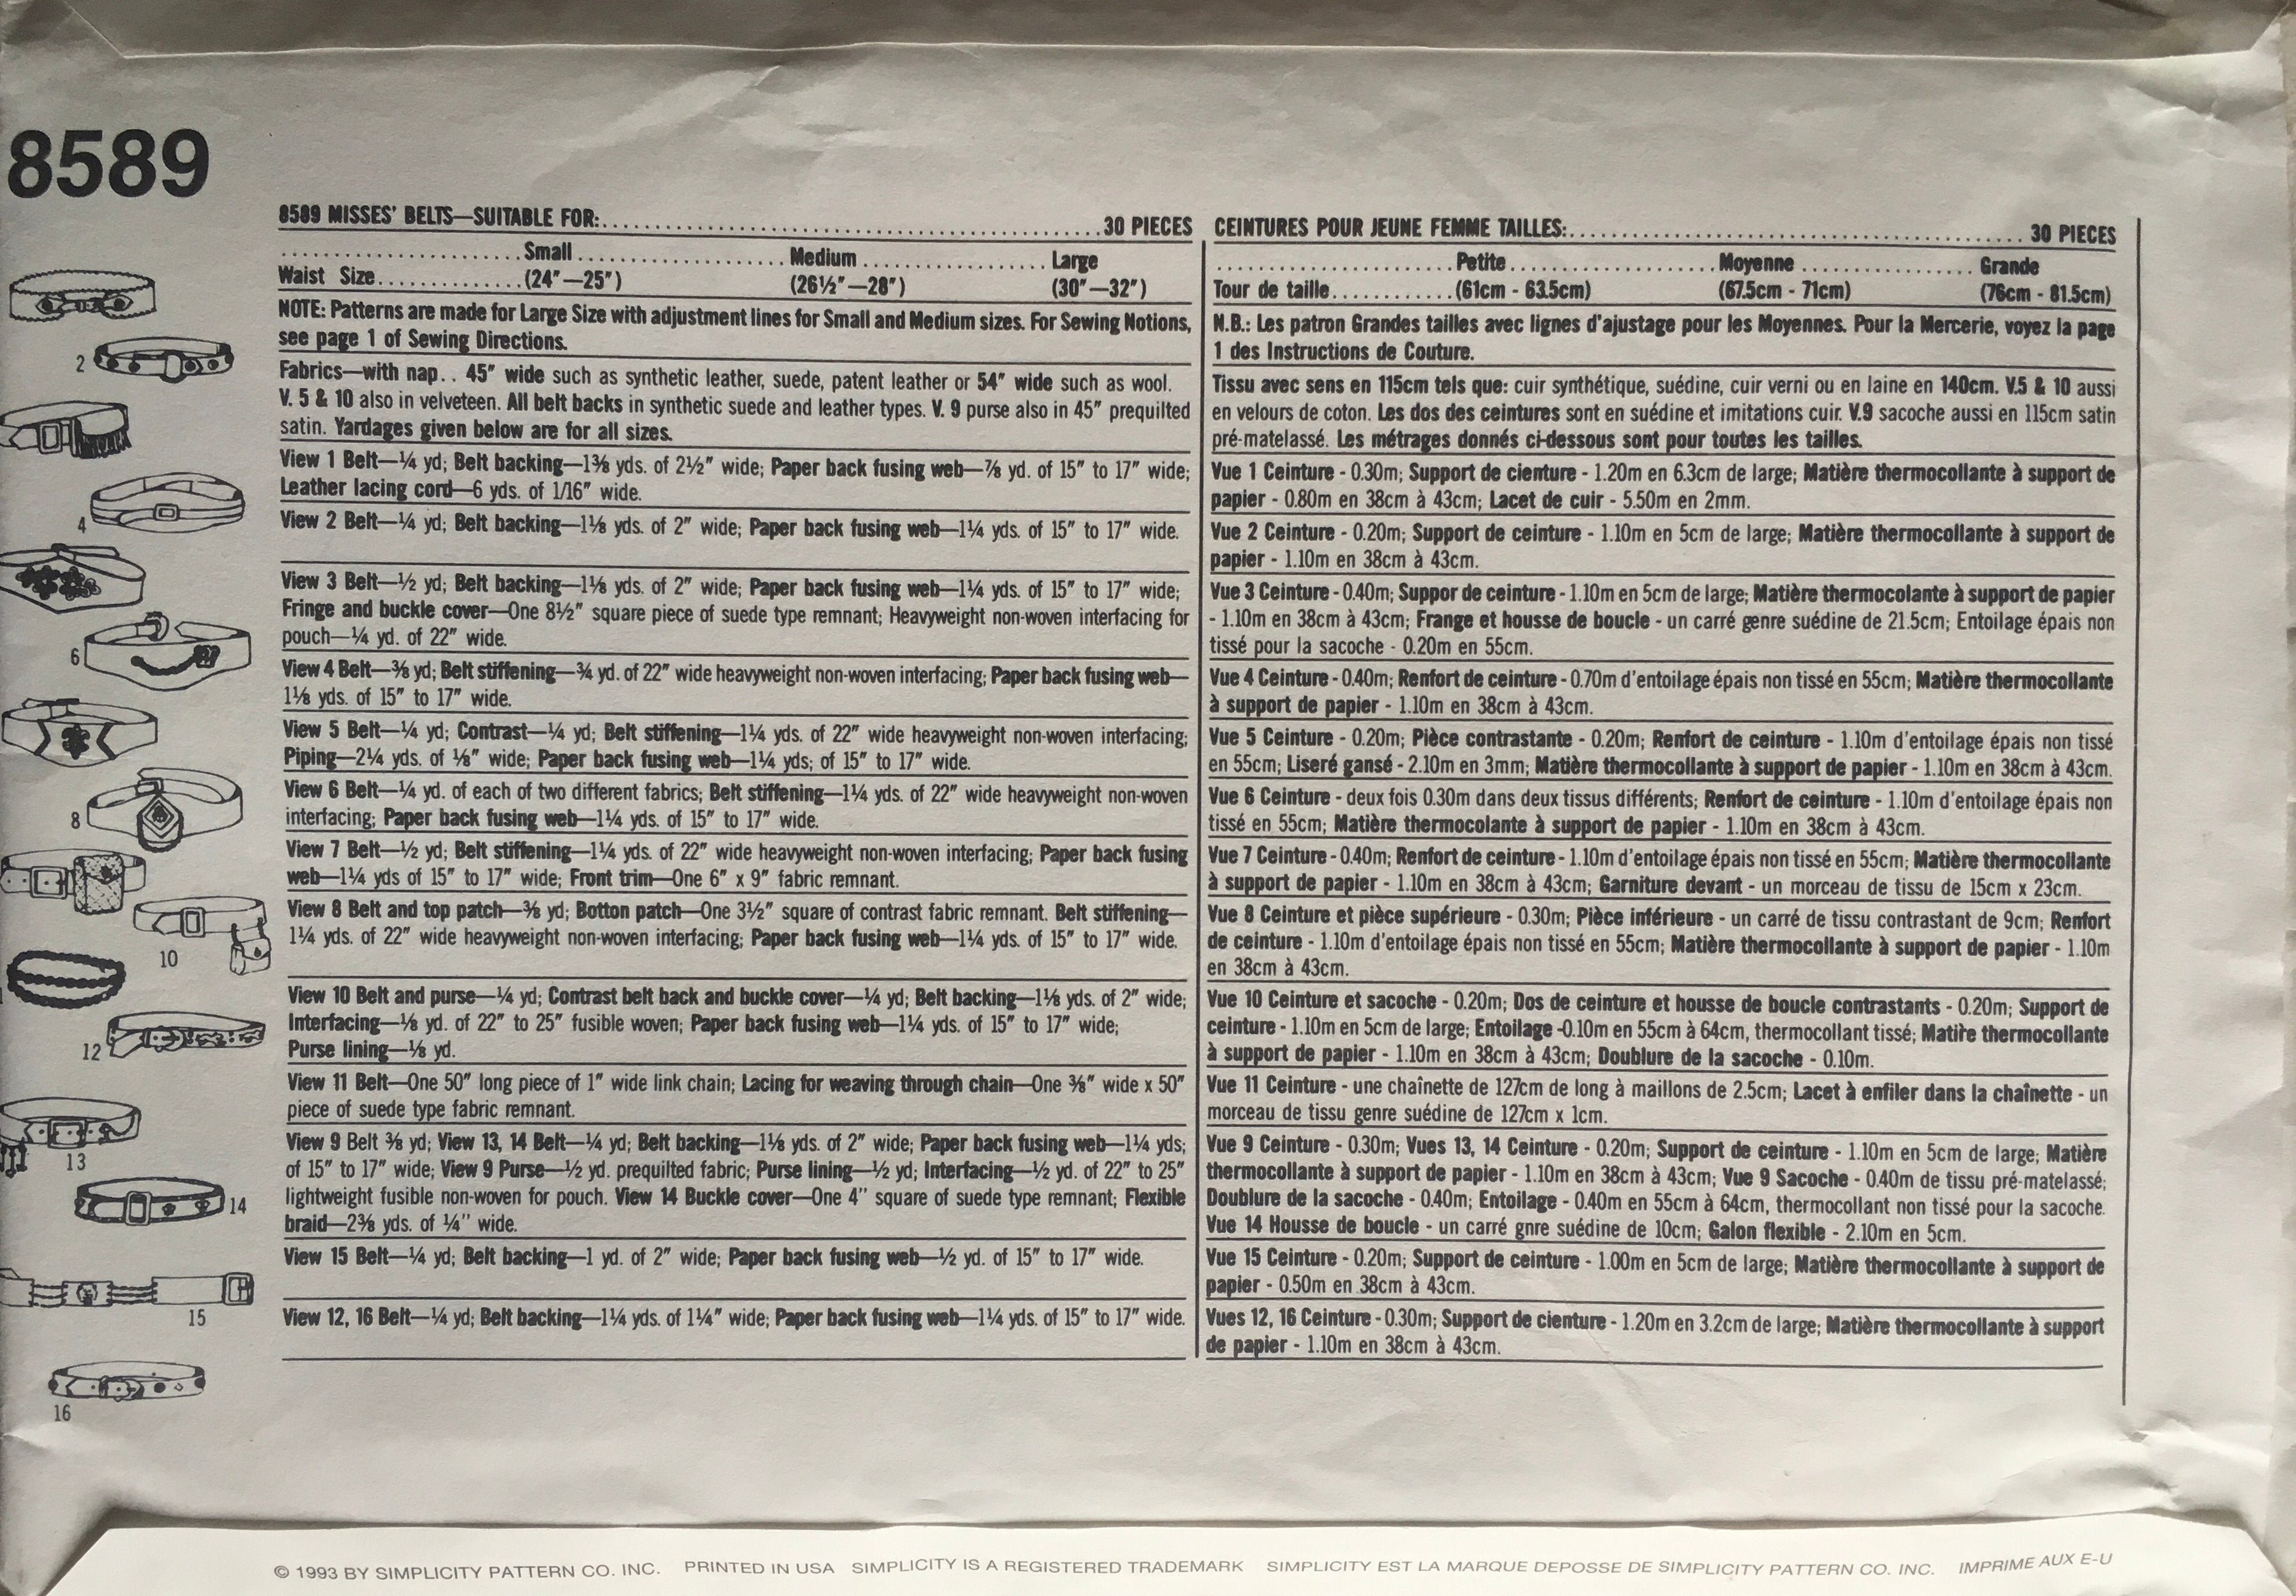 8589
8589 MISSES' BELTS—SUITABLE FOR:.......... 30 PIECES
Small.......... Medium.......... Large
Waist Size.......... (24"—25") (26½"—28") (30"—32")
NOTE: Patterns are made for Large Size with adjustment lines for Small and Medium sizes. For Sewing Notions,
see page 1 of Sewing Directions.
Fabrics—with nap.. 45" wide such as synthetic leather, suede, patent leather or 54" wide such as wool.
V. 5 & 10 also in velveteen. All belt backs in synthetic suede and leather types. V. 9 purse also in 45" prequilted
satin. Yardages given below are for all sizes.
View 1 Belt—¼ yd; Belt backing—1⅜ yds. of 2½" wide; Paper back fusing web—⅞ yd. of 15" to 17" wide;
Leather lacing cord—6 yds. of 1/16" wide.
View 2 Belt—¼ yd; Belt backing—1⅛ yds. of 2" wide; Paper back fusing web—1¼ yds. of 15" to 17" wide.
View 3 Belt—½ yd; Belt backing—1⅛ yds. of 2" wide; Paper back fusing web—1¼ yds. of 15" to 17" wide;
Fringe and buckle cover—One 8½" square piece of suede type remnant; Heavyweight non-woven interfacing for
pouch—¼ yd. of 22" wide.
View 4 Belt—⅜ yd; Belt stiffening—¾ yd. of 22" wide heavyweight non-woven interfacing; Paper back fusing web—
1⅛ yds. of 15" to 17" wide.
View 5 Belt—¼ yd; Contrast—¼ yd; Belt stiffening—1¼ yds. of 22" wide heavyweight non-woven interfacing;
Piping—2¼ yds. of ⅛" wide; Paper back fusing web—1¼ yds; of 15" to 17" wide.
View 6 Belt—¼ yd. of each of two different fabrics; Belt stiffening—1¼ yds. of 22" wide heavyweight non-woven
interfacing; Paper back fusing web—1¼ yds. of 15" to 17" wide.
View 7 Belt—½ yd; Belt stiffening—1¼ yds. of 22" wide heavyweight non-woven interfacing; Paper back fusing
web—1¼ yds of 15" to 17" wide; Front trim—One 6" x 9" fabric remnant.
View 8 Belt and top patch—⅜ yd; Botton patch—One 3½" square of contrast fabric remnant. Belt stiffening—
1¼ yds. of 22" wide heavyweight non-woven interfacing; Paper back fusing web—1¼ yds. of 15" to 17" wide.
View 10 Belt and purse—¼ yd; Contrast belt back and buckle cover—¼ yd; Belt backing—1⅛ yds. of 2" wide;
Interfacing—⅛ yd. of 22" to 25" fusible woven; Paper back fusing web—1¼ yds. of 15" to 17" wide;
Purse lining—⅛ yd.
View 11 Belt—One 50" long piece of 1" wide link chain; Lacing for weaving through chain—One ⅜" wide x 50"
piece of suede type fabric remnant.
View 9 Belt ⅜ yd; View 13, 14 Belt—¼ yd; Belt backing—1⅛ yds. of 2" wide; Paper back fusing web—1¼ yds;
of 15" to 17" wide; View 9 Purse—½ yd. prequilted fabric; Purse lining—½ yd; Interfacing—½ yd. of 22" to 25"
lightweight fusible non-woven for pouch. View 14 Buckle cover—One 4" square of suede type remnant; Flexible
braid—2⅜ yds. of ¼" wide.
View 15 Belt—¼ yd; Belt backing—1 yd. of 2" wide; Paper back fusing web—½ yd. of 15" to 17" wide.
View 12, 16 Belt—¼ yd; Belt backing—1¼ yds. of 1¼" wide; Paper back fusing web—1¼ yds. of 15" to 17" wide.
CEINTURES POUR JEUNE FEMME TAILLES:.......... 30 PIECES
Petite.......... Moyenne.......... Grande
Tour de taille.......... (61cm - 63.5cm) (67.5cm - 71cm) (76cm - 81.5cm)
N.B.: Les patron Grandes tailles avec lignes d'ajustage pour les Moyennes. Pour la Mercerie, voyez la page
1 des Instructions de Couture.
Tissu avec sens en 115cm tels que: cuir synthétique, suédine, cuir verni ou en laine en 140cm. V.5 & 10 aussi
en velours de coton. Les dos des ceintures sont en suédine et imitations cuir. V.9 sacoche aussi en 115cm satin
pré-matelassé. Les métrages donnés ci-dessous sont pour toutes les tailles.
Vue 1 Ceinture - 0.30m; Support de cienture - 1.20m en 6.3cm de large; Matière thermocollante à support de
papier - 0.80m en 38cm à 43cm; Lacet de cuir - 5.50m en 2mm.
Vue 2 Ceinture - 0.20m; Support de ceinture - 1.10m en 5cm de large; Matière thermocollante à support de
papier - 1.10m en 38cm à 43cm.
Vue 3 Ceinture - 0.40m; Suppor de ceinture - 1.10m en 5cm de large; Matière thermocolante à support de papier
- 1.10m en 38cm à 43cm; Frange et housse de boucle - un carré genre suédine de 21.5cm; Entoilage épais non
tissé pour la sacoche - 0.20m en 55cm.
Vue 4 Ceinture - 0.40m; Renfort de ceinture - 0.70m d'entoilage épais non tissé en 55cm; Matière thermocollante
à support de papier - 1.10m en 38cm à 43cm.
Vue 5 Ceinture - 0.20m; Pièce contrastante - 0.20m; Renfort de ceinture - 1.10m d'entoilage épais non tissé
en 55cm; Liseré gansé - 2.10m en 3mm; Matière thermocollante à support de papier - 1.10m en 38cm à 43cm.
Vue 6 Ceinture - deux fois 0.30m dans deux tissus différents; Renfort de ceinture - 1.10m d'entoilage épais non
tissé en 55cm; Matière thermocolante à support de papier - 1.10m en 38cm à 43cm.
Vue 7 Ceinture - 0.40m; Renfort de ceinture - 1.10m d'entoilage épais non tissé en 55cm; Matière thermocollante
à support de papier - 1.10m en 38cm à 43cm; Garniture devant - un morceau de tissu de 15cm x 23cm.
Vue 8 Ceinture et pièce supérieure - 0.30m; Pièce inférieure - un carré de tissu contrastant de 9cm; Renfort
de ceinture - 1.10m d'entoilage épais non tissé en 55cm; Matière thermocollante à support de papier - 1.10m
en 38cm à 43cm.
Vue 10 Ceinture et sacoche - 0.20m; Dos de ceinture et housse de boucle contrastants - 0.20m; Support de
ceinture - 1.10m en 5cm de large; Entoilage -0.10m en 55cm à 64cm, thermocollant tissé; Matire thermocollante
à support de papier - 1.10m en 38cm à 43cm; Doublure de la sacoche - 0.10m.
Vue 11 Ceinture - une chaînette de 127cm de long à maillons de 2.5cm; Lacet à enfiler dans la chaînette - un
morceau de tissu genre suédine de 127cm x 1cm.
Vue 9 Ceinture - 0.30m; Vues 13, 14 Ceinture - 0.20m; Support de ceinture - 1.10m en 5cm de large; Matière
thermocollante à support de papier - 1.10m en 38cm à 43cm; Vue 9 Sacoche - 0.40m de tissu pré-matelassé;
Doublure de la sacoche - 0.40m; Entoilage - 0.40m en 55cm à 64cm, thermocollant non tissé pour la sacoche.
Vue 14 Housse de boucle - un carré gnre suédine de 10cm; Galon flexible - 2.10m en 5cm.
Vue 15 Ceinture - 0.20m; Support de ceinture - 1.00m en 5cm de large; Matière thermocollante à support de
papier - 0.50m en 38cm à 43cm.
Vues 12, 16 Ceinture - 0.30m; Support de cienture - 1.20m en 3.2cm de large; Matière thermocollante à support
de papier - 1.10m en 38cm à 43cm.
2
4
6
8
10
12
13
14
15
16
© 1993 BY SIMPLICITY PATTERN CO. INC. PRINTED IN USA SIMPLICITY IS A REGISTERED TRADEMARK SIMPLICITY EST LA MARQUE DEPOSSE DE SIMPLICITY PATTERN CO. INC. IMPRIME AUX E-U